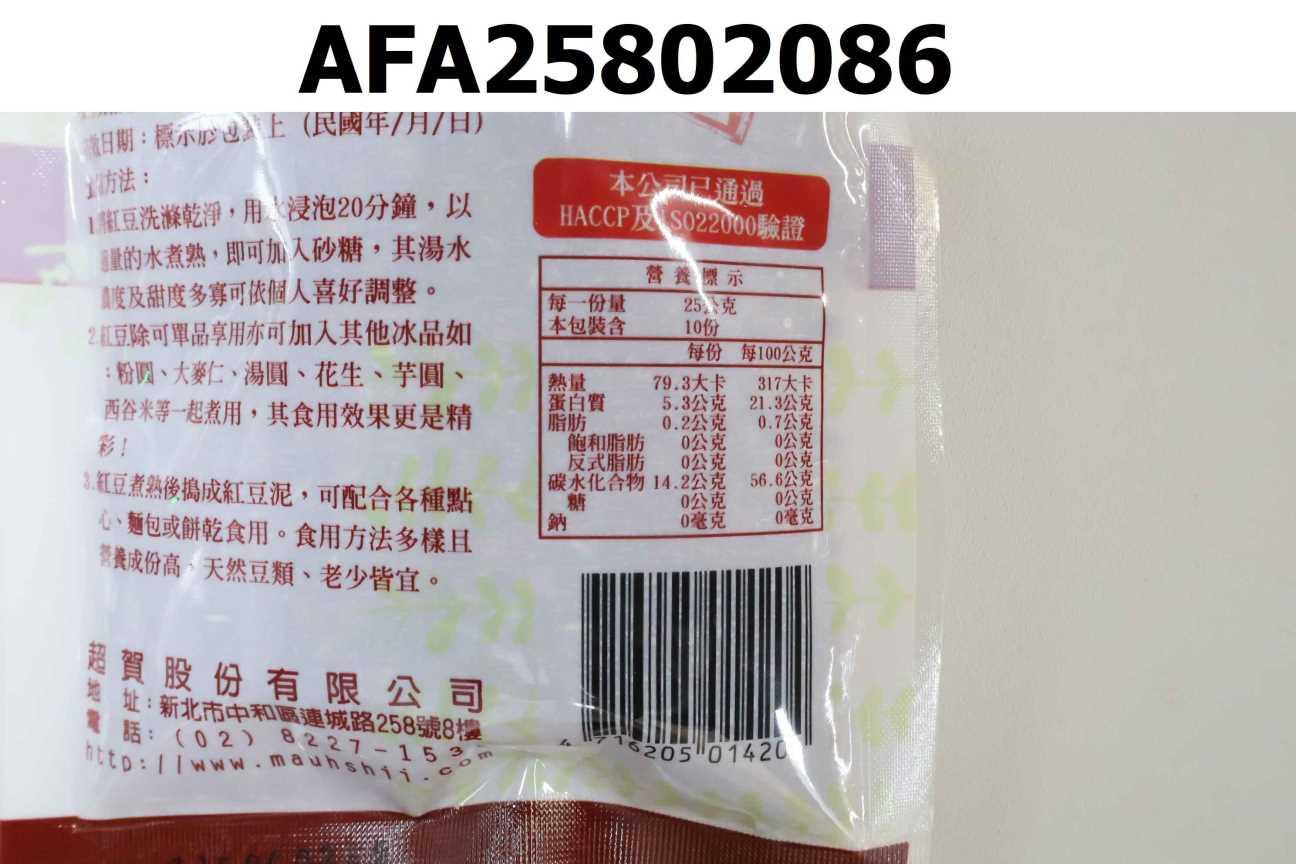 AFA25802086
日期：標示於包裝上（民國年/月/日）
方法：
1.紅豆洗滌乾淨，用水浸泡20分鐘，以
適量的水煮熟，即可加入砂糖，其湯水
濃度及甜度多寡可依個人喜好調整。
2.紅豆除可單品享用亦可加入其他冰品如
：粉圓、大麥仁、湯圓、花生、芋圓、
西谷米等一起煮用，其食用效果更是精
彩！
3.紅豆煮熟後搗成紅豆泥，可配合各種點
心、麵包或餅乾食用。食用方法多樣且
營養成份高、天然豆類、老少皆宜。
超賀股份有限公司
地 址：新北市中和區連城路258號8樓
電 話：（02）8227-153
http:||www.mauhshii.com
本公司已通過
HACCP及ISO22000驗證
營養標示
每一份量 25公克
本包裝含 10份
每份 每100公克
熱量 79.3大卡 317大卡
蛋白質 5.3公克 21.3公克
脂肪 0.2公克 0.7公克
飽和脂肪 0公克 0公克
反式脂肪 0公克 0公克
碳水化合物 14.2公克 56.6公克
糖 0公克 0公克
鈉 0毫克 0毫克
4 716205 01420